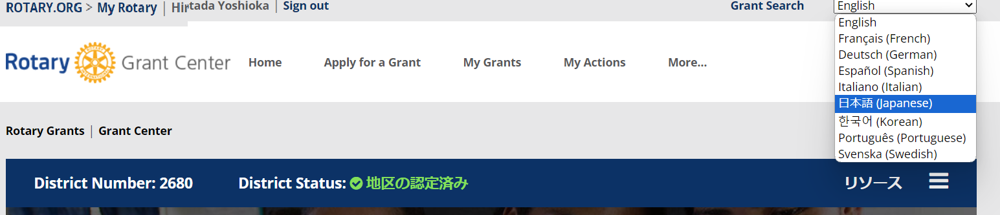 ROTARY.ORG > My Rotary | Hir tada Yoshioka | Sign out
Grant Search
English
English
Français (French)
Deutsch (German)
Español (Spanish)
Italiano (Italian)
日本語 (Japanese)
한국어 (Korean)
Português (Portuguese)
Svenska (Swedish)
Rotary Grant Center
Home
Apply for a Grant
My Grants
My Actions
More...
Rotary Grants | Grant Center
District Number: 2680
District Status: 地区の認定済み
リソース